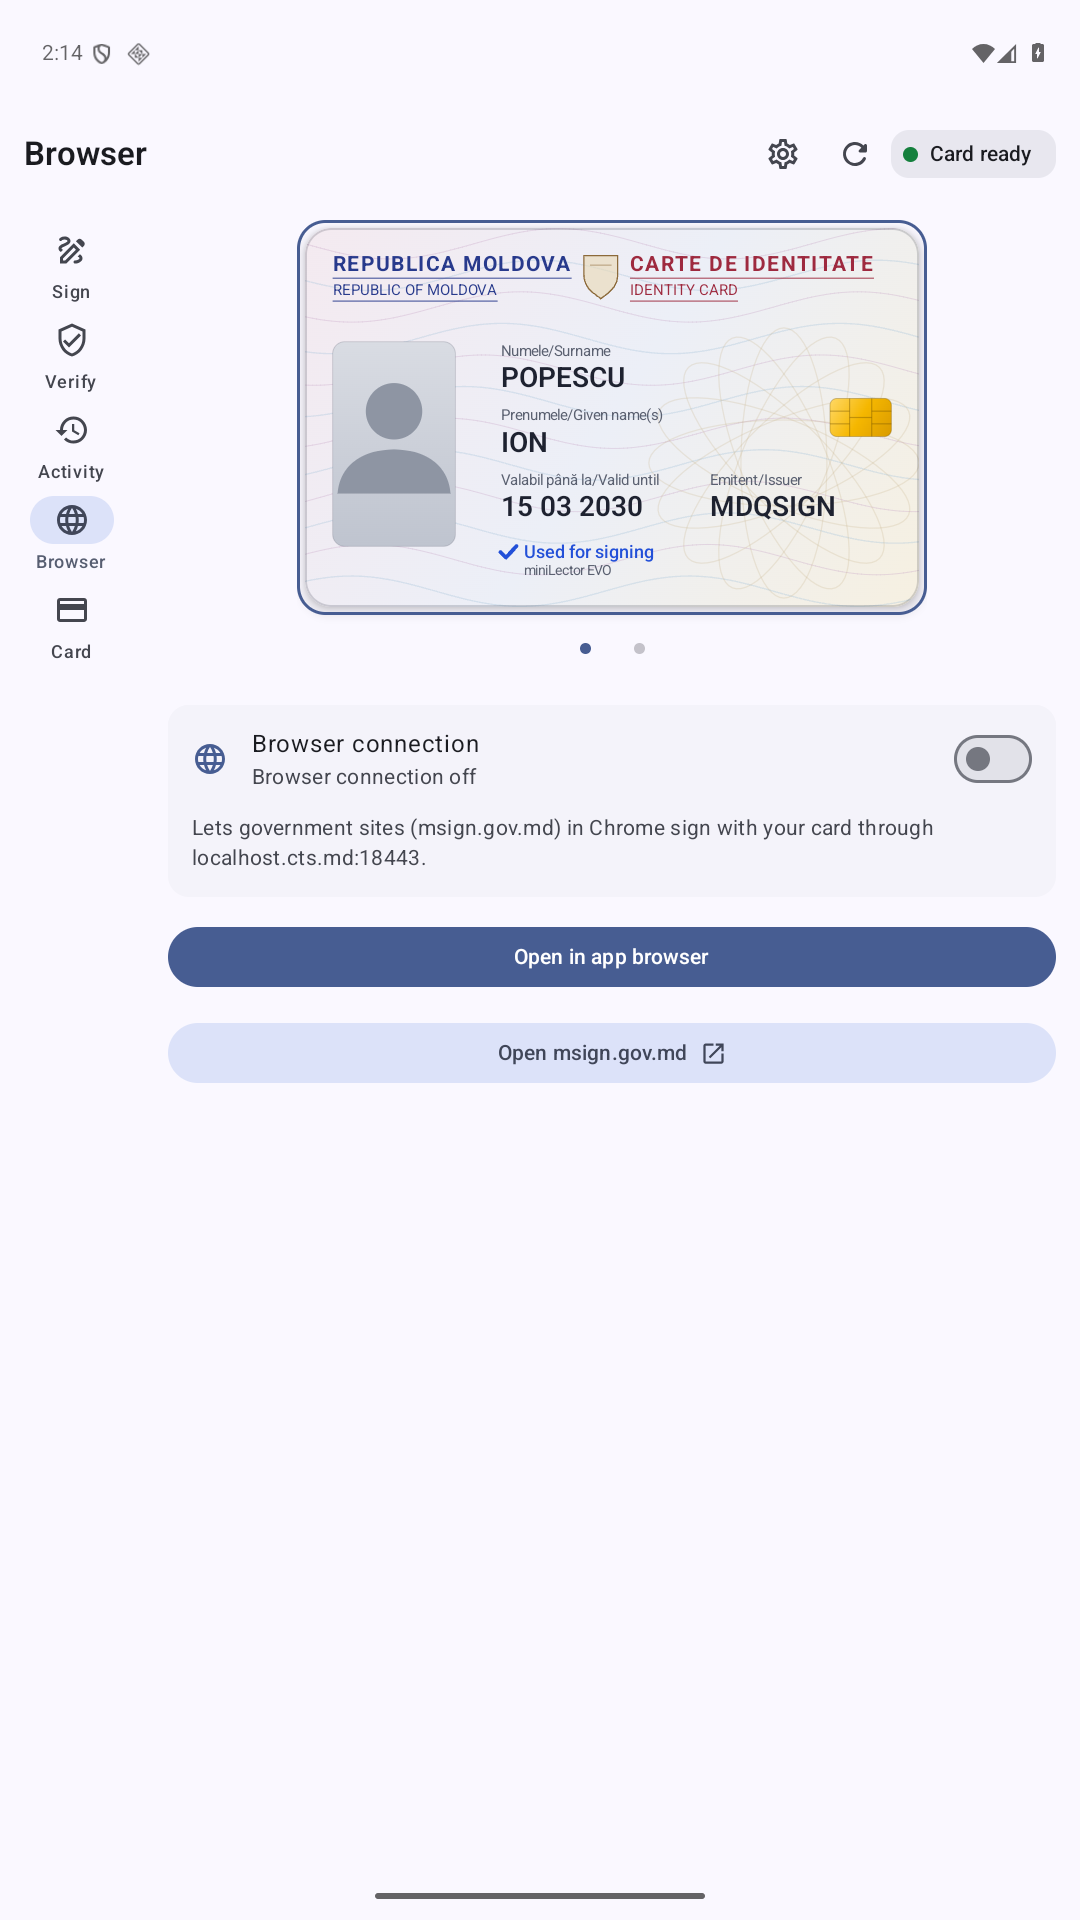 2:14
Browser
Card ready
Sign
Verify
Activity
Browser
Card
REPUBLICA MOLDOVA
REPUBLIC OF MOLDOVA
CARTE DE IDENTITATE
IDENTITY CARD
Numele/Surname
POPESCU
Prenumele/Given name(s)
ION
Valabil până la/Valid until
15 03 2030
Emitent/Issuer
MDQSIGN
Used for signing
miniLector EVO
Browser connection
Browser connection off
Lets government sites (msign.gov.md) in Chrome sign with your card through
localhost.cts.md:18443.
Open in app browser
Open msign.gov.md